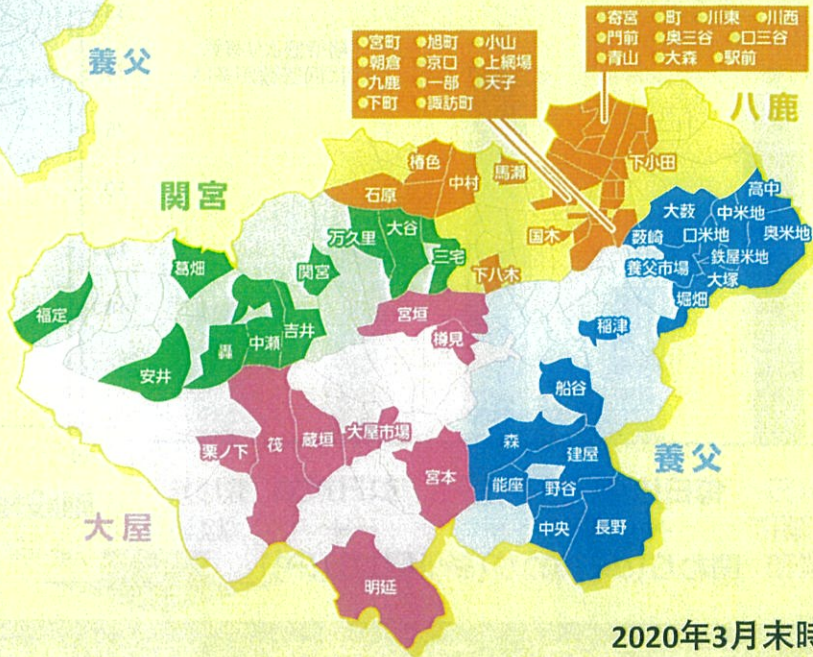 養父
●宮町 ●旭町 ●小山
●朝倉 ●京口 ●上網場
●九鹿 ●一部 ●天子
●下町 ●諏訪町
●寄宮 ●町 ●川東 ●川西
●門前 ●奥三谷 ●口三谷
●青山 ●大森 ●駅前
八鹿
椿色
中村
馬瀬
下小田
石原
国木
下八木
関宮
万久里
大谷
三宅
関宮
葛畑
福定
安井
轟
中瀬
吉井
高中
大薮
中米地
奥米地
薮崎
口米地
養父市場
鉄屋米地
大塚
堀畑
稲津
船谷
宮垣
樽見
養父
森
建屋
能座
野谷
中央
長野
大屋
栗ノ下
筏
蔵垣
大屋市場
宮本
明延
2020年3月末時